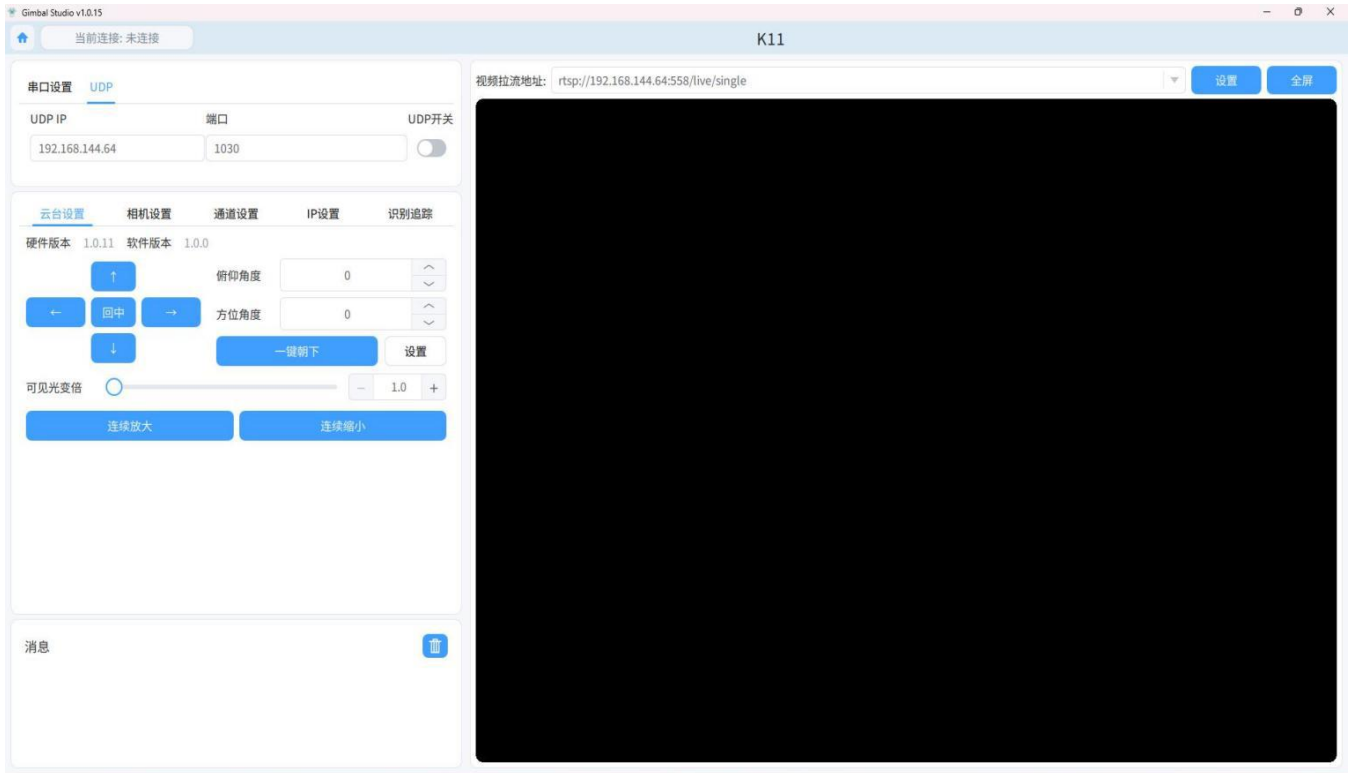 Gimbal Studio v1.0.15
当前连接: 未连接
K11
串口设置 UDP
UDP IP 端口 UDP开关
192.168.144.64 1030
云台设置 相机设置 通道设置 IP设置 识别追踪
硬件版本 1.0.11 软件版本 1.0.0
↑ 俯仰角度 0
← 回中 → 方位角度 0
↓ 一键朝下 设置
可见光变倍 − 1.0 +
连续放大 连续缩小
消息
视频拉流地址: rtsp://192.168.144.64:558/live/single 设置 全屏